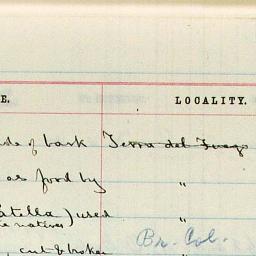 E. LOCALITY.
de of bark Terra del Fuego
as food by "
atella) used
e natives "
Br. Col.
, cut & broken "